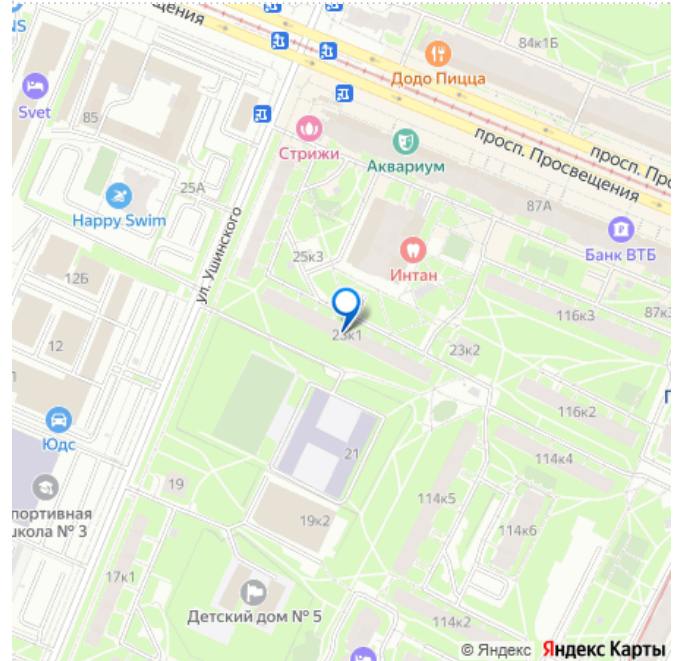 щения
NS
84к1Б
Додо Пицца
Svet
85
Стрижи
Аквариум
просп. Просвещения
просп. Про
25А
87А
Happy Swim
ул. Ушинского
Банк ВТБ
25к3
Интан
12Б
116к3
87к3
23к1
12
23к2
П
116к2
Юдс
21
114к4
19
портивная
школа № 3
114к5
19к2
114к6
17к1
Детский дом № 5
114к2
© Яндекс Яндекс Карты